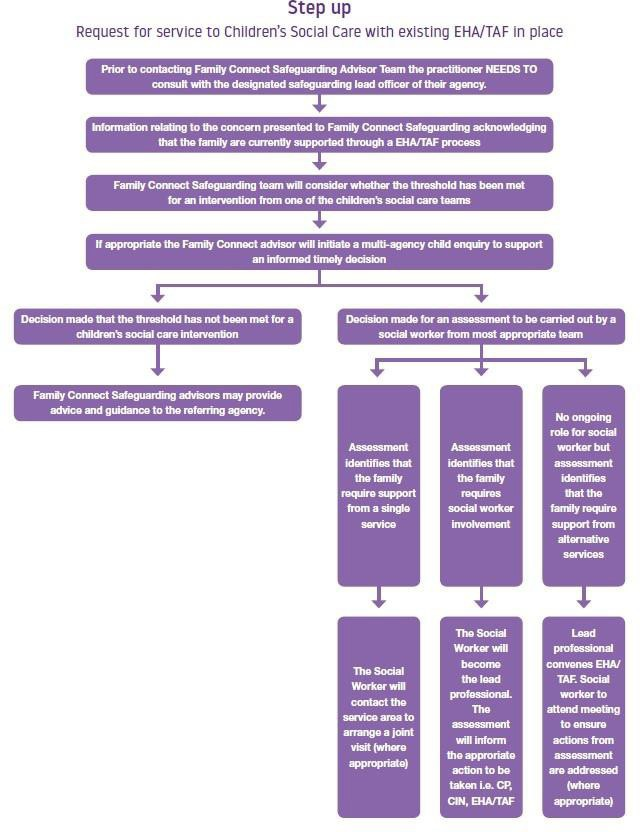 Step up
Request for service to Children's Social Care with existing EHA/TAF in place
Prior to contacting Family Connect Safeguarding Advisor Team the practitioner NEEDS TO
consult with the designated safeguarding lead officer of their agency.
Information relating to the concern presented to Family Connect Safeguarding acknowledging
that the family are currently supported through a EHA/TAF process
Family Connect Safeguarding team will consider whether the threshold has been met
for an intervention from one of the children's social care teams
If appropriate the Family Connect advisor will initiate a multi-agency child enquiry to support
an informed timely decision
Decision made that the threshold has not been met for a
children's social care intervention
Family Connect Safeguarding advisors may provide
advice and guidance to the referring agency.
Decision made for an assessment to be carried out by a
social worker from most appropriate team
Assessment
identifies that
the family
require support
from a single
service
Assessment
identifies that
the family
requires
social worker
involvement
No ongoing
role for social
worker but
assessment
identifies
that the
family require
support from
alternative
services
The Social
Worker will
contact the
service area to
arrange a joint
visit (where
appropriate)
The Social
Worker will
become
the lead
professional.
The
assessment
will inform
the approriate
action to be
taken i.e. CP,
CIN, EHA/TAF
Lead
professional
convenes EHA/
TAF. Social
worker to
attend meeting
to ensure
actions from
assessment
are addressed
(where
appropriate)